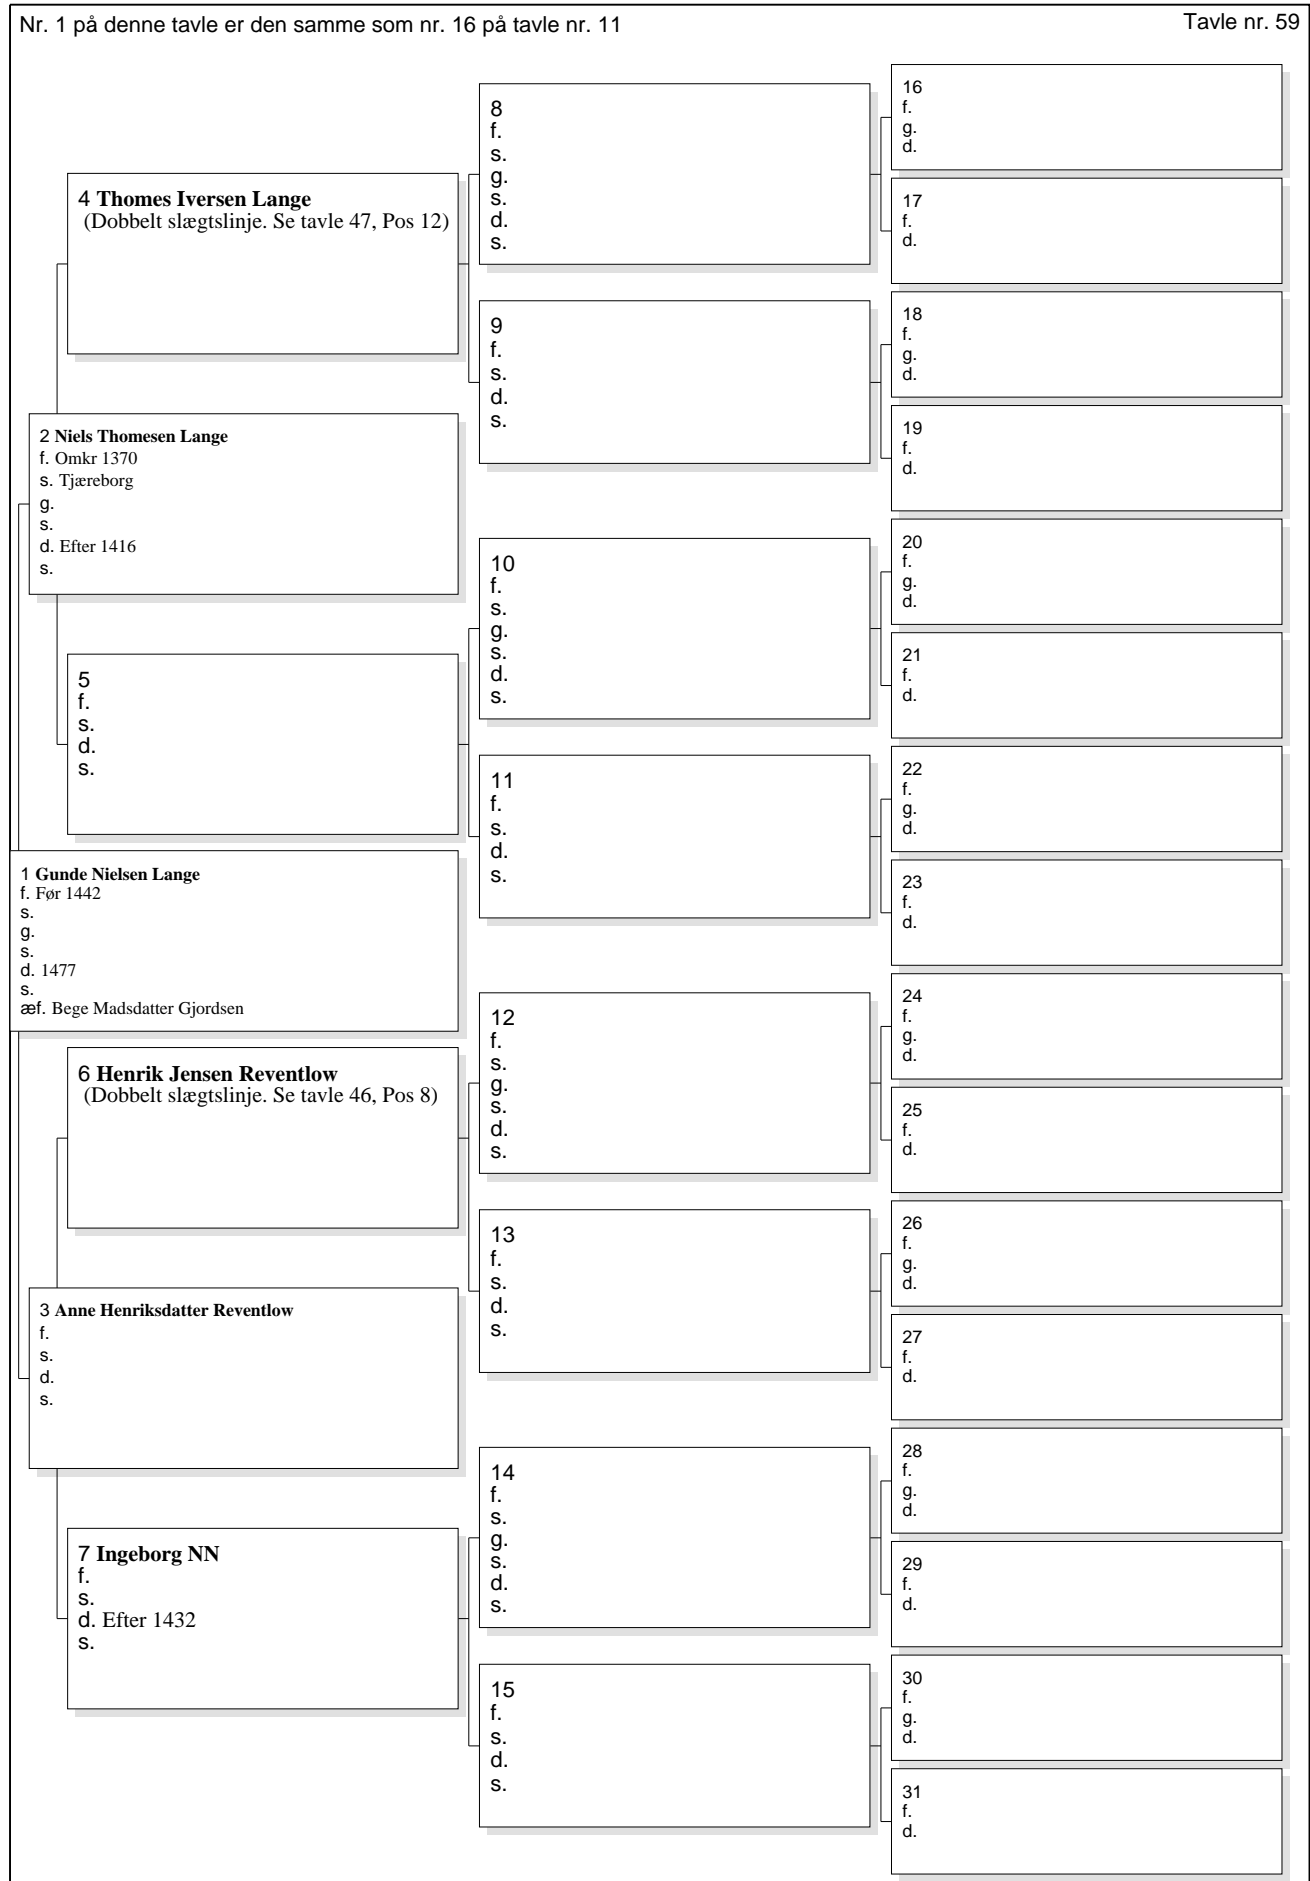 Nr. 1 på denne tavle er den samme som nr. 16 på tavle nr. 11
Tavle nr. 59
4 Thomes Iversen Lange
(Dobbelt slægtslinje. Se tavle 47, Pos 12)
2 Niels Thomesen Lange
f. Omkr 1370
s. Tjæreborg
g.
s.
d. Efter 1416
s.
5
f.
s.
d.
s.
1 Gunde Nielsen Lange
f. Før 1442
s.
g.
s.
d. 1477
s.
æf. Bege Madsdatter Gjordsen
6 Henrik Jensen Reventlow
(Dobbelt slægtslinje. Se tavle 46, Pos 8)
3 Anne Henriksdatter Reventlow
f.
s.
d.
s.
7 Ingeborg NN
f.
s.
d. Efter 1432
s.
8
f.
s.
g.
s.
d.
s.
9
f.
s.
d.
s.
10
f.
s.
g.
s.
d.
s.
11
f.
s.
d.
s.
12
f.
s.
g.
s.
d.
s.
13
f.
s.
d.
s.
14
f.
s.
g.
s.
d.
s.
15
f.
s.
d.
s.
16
f.
g.
d.
17
f.
d.
18
f.
g.
d.
19
f.
d.
20
f.
g.
d.
21
f.
d.
22
f.
g.
d.
23
f.
d.
24
f.
g.
d.
25
f.
d.
26
f.
g.
d.
27
f.
d.
28
f.
g.
d.
29
f.
d.
30
f.
g.
d.
31
f.
d.